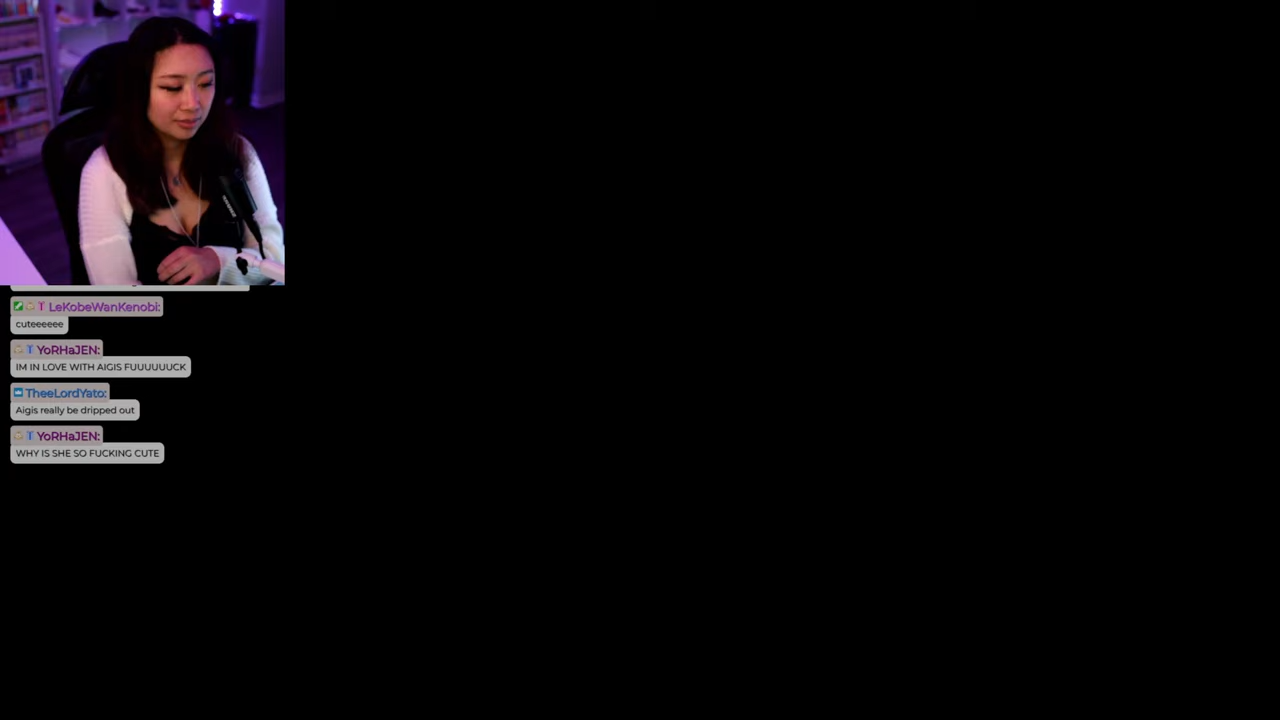 LeKobeWanKenobi:
cuteeeeee
YoRHaJEN:
IM IN LOVE WITH AIGIS FUUUUUUCK
TheeLordYato:
Aigis really be dripped out
YoRHaJEN:
WHY IS SHE SO FUCKING CUTE